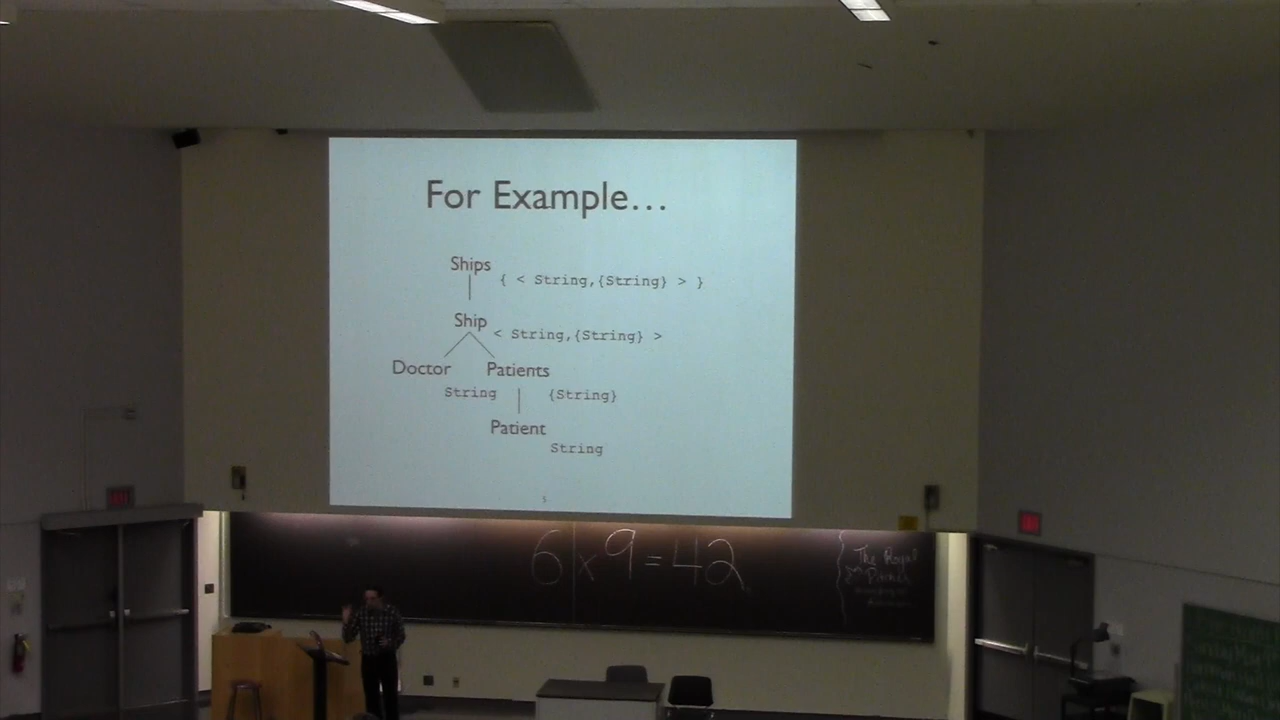 For Example...
Ships
{ < String,{String} > }
Ship
< String,{String} >
Doctor
Patients
String
{String}
Patient
String
5
6 x 9 = 42
The Royal